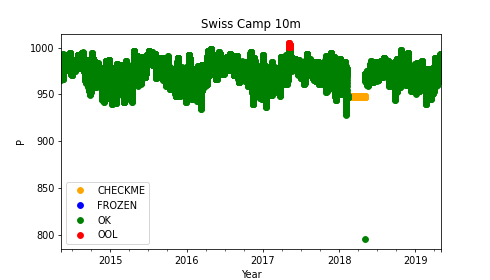 Swiss Camp 10m
P
1000
950
900
850
800
CHECKME
FROZEN
OK
OOL
2015
2016
2017
2018
2019
Year